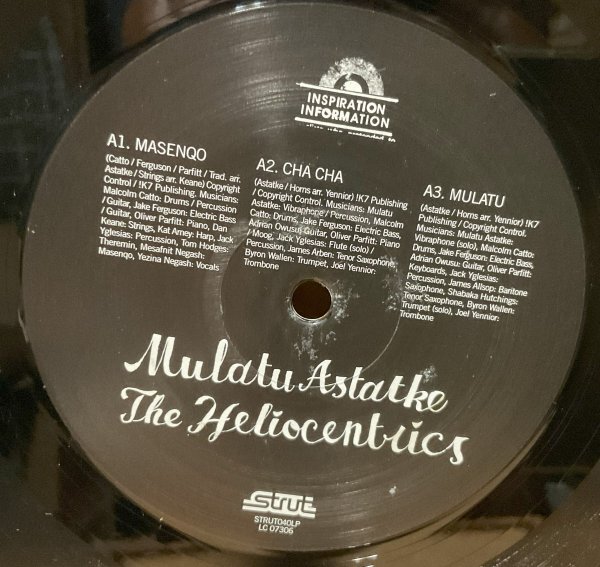 INSPIRATION
INFORMATION
A1. MASENQO
(Catto / Ferguson / Parfitt / Trad. arr.
Astatke / Strings arr. Keane) Copyright
Control / !K7 Publishing. Musicians:
Malcolm Catto: Drums / Percussion
/ Guitar, Jake Ferguson: Electric Bass
/ Guitar, Oliver Parfitt: Piano, Dan
Keane: Strings, Kat Arney: Harp, Jack
Yglesias: Percussion, Tom Hodges:
Theremin, Mesafnit Negash:
Masenqo, Yezina Negash: Vocals
A2. CHA CHA
(Astatke / Horns arr. Yennior) !K7 Publishing
/ Copyright Control. Musicians: Mulatu
Astatke: Vibraphone / Percussion, Malcolm
Catto: Drums, Jake Ferguson: Electric Bass,
Adrian Owusu: Guitar, Oliver Parfitt: Piano
/ Moog, Jack Yglesias: Flute (solo) /
Percussion, James Arben: Tenor Saxophone,
Byron Wallen: Trumpet, Joel Yennior:
Trombone
A3. MULATU
(Astatke / Horns arr. Yennior) !K7
Publishing / Copyright Control.
Musicians: Mulatu Astatke:
Vibraphone (solo), Malcolm Catto:
Drums, Jake Ferguson: Electric Bass,
Adrian Owusu: Guitar, Oliver Parfitt:
Keyboards, Jack Yglesias:
Percussion, James Allsop: Baritone
Saxophone, Shabaka Hutchings:
Tenor Saxophone, Byron Wallen:
Trumpet (solo), Joel Yennior:
Trombone
Mulatu Astatke
The Heliocentrics
Strut
STRUT040LP
LC 07306